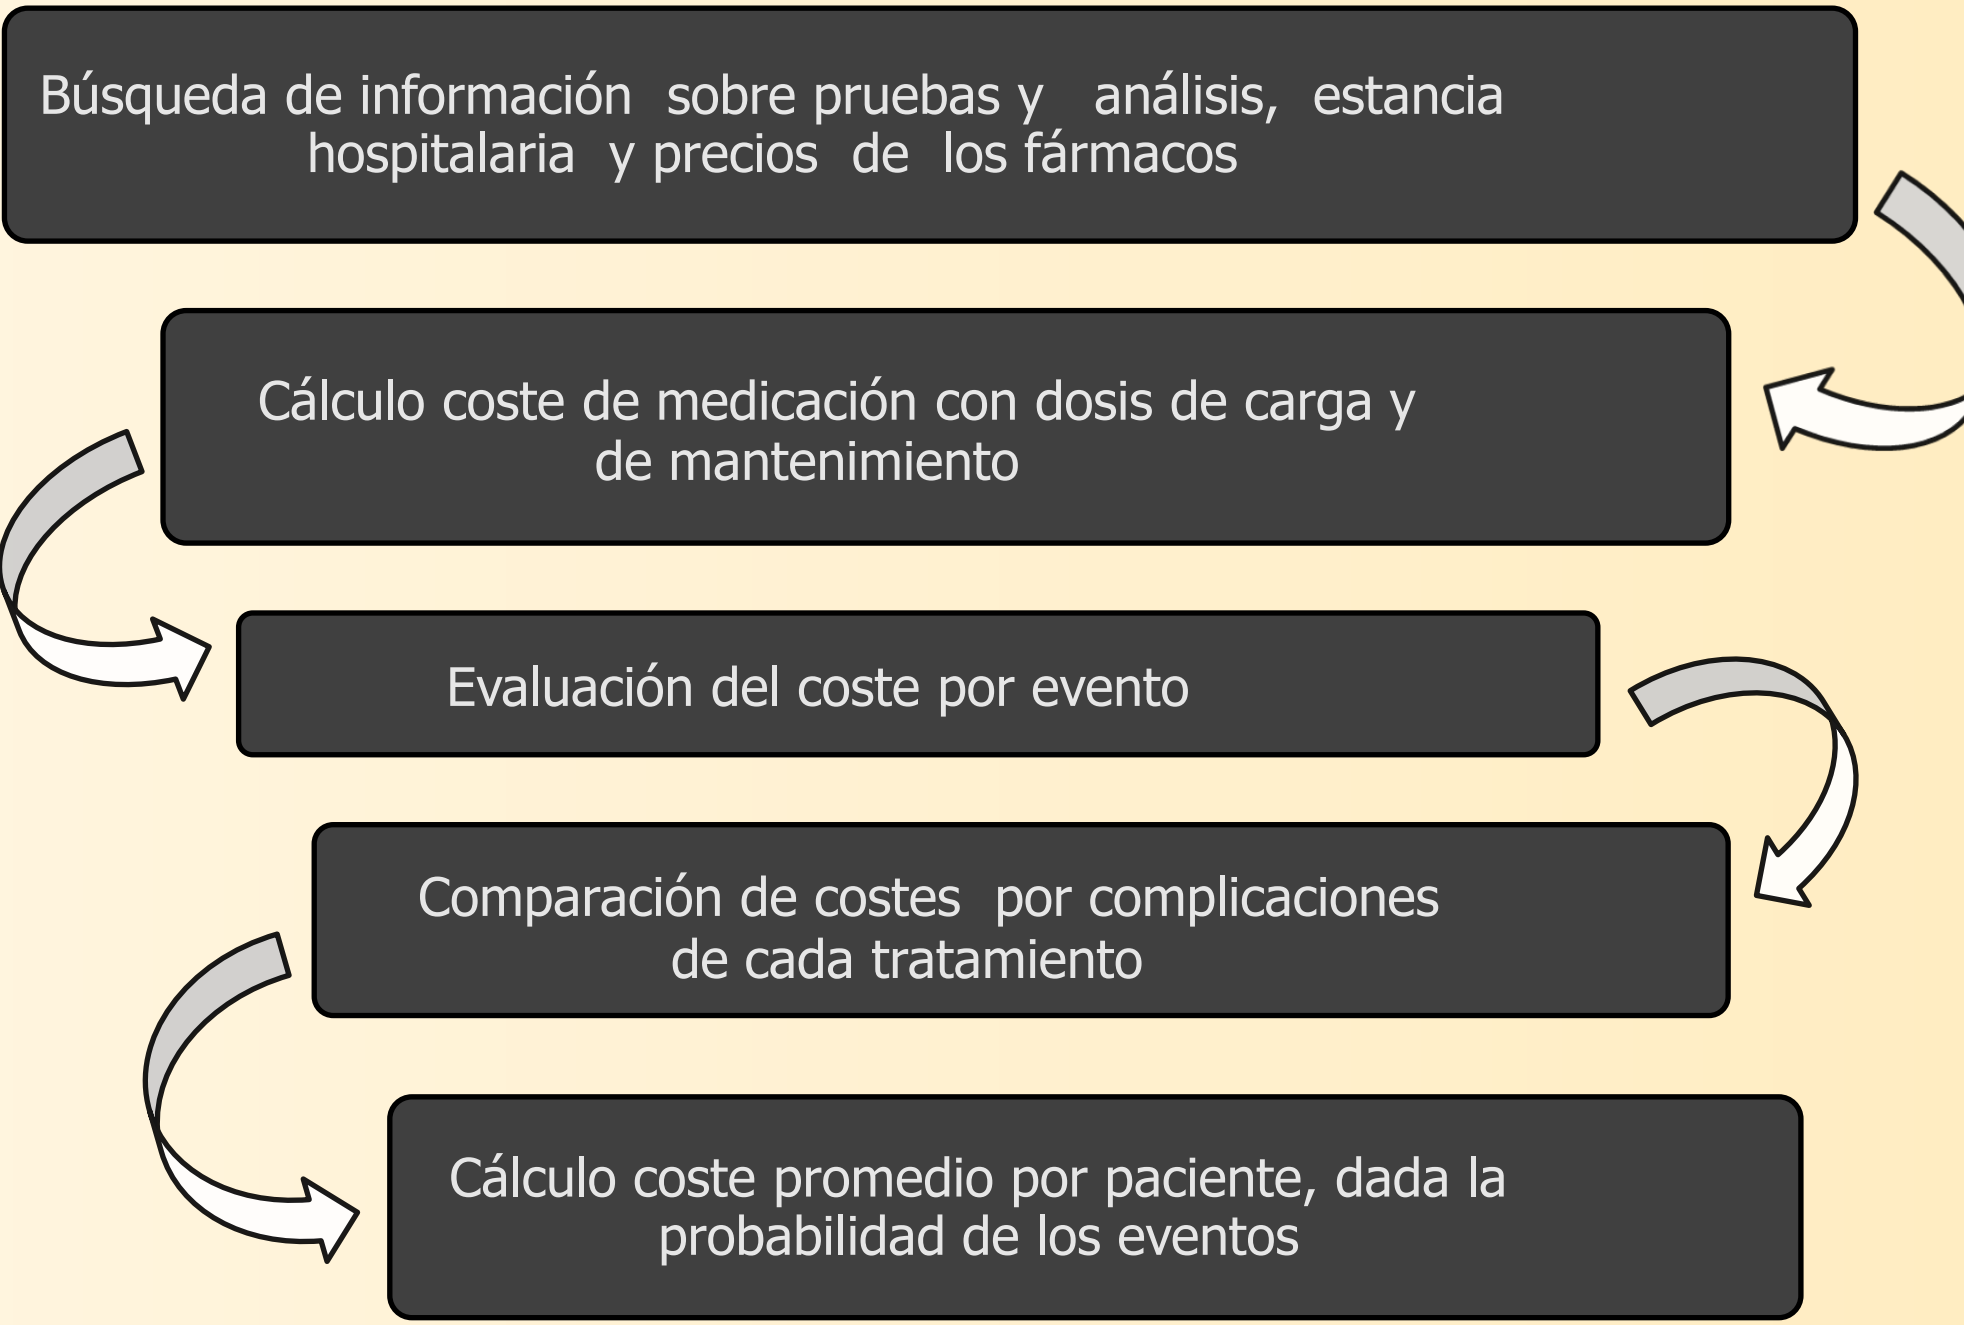 Búsqueda de información sobre pruebas y análisis, estancia
hospitalaria y precios de los fármacos
Cálculo coste de medicación con dosis de carga y
de mantenimiento
Evaluación del coste por evento
Comparación de costes por complicaciones
de cada tratamiento
Cálculo coste promedio por paciente, dada la
probabilidad de los eventos